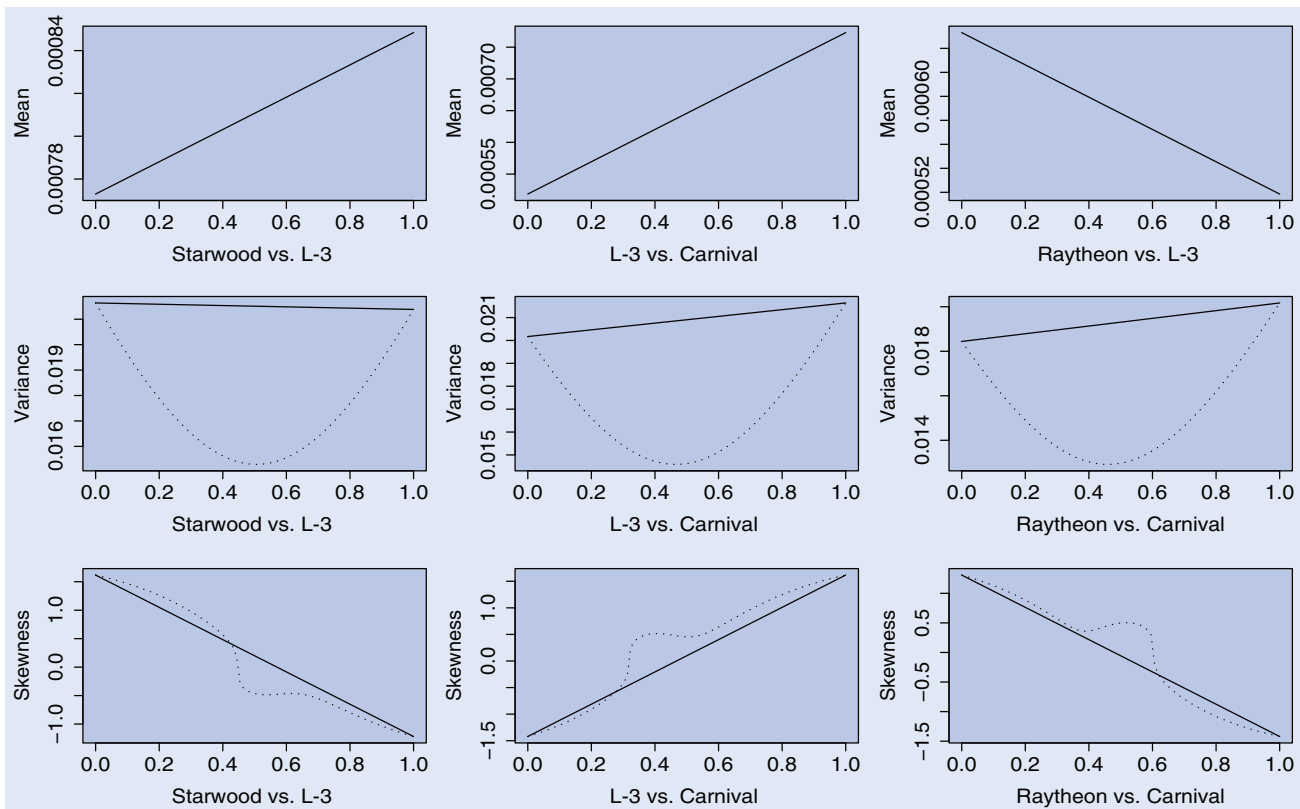 Mean
0.00078
0.00084
0.0 0.2 0.4 0.6 0.8 1.0
Starwood vs. L-3
Mean
0.00055
0.00070
0.0 0.2 0.4 0.6 0.8 1.0
L-3 vs. Carnival
Mean
0.00052
0.00060
0.0 0.2 0.4 0.6 0.8 1.0
Raytheon vs. L-3
Variance
0.016
0.019
0.0 0.2 0.4 0.6 0.8 1.0
Starwood vs. L-3
Variance
0.015
0.018
0.021
0.0 0.2 0.4 0.6 0.8 1.0
L-3 vs. Carnival
Variance
0.014
0.018
0.0 0.2 0.4 0.6 0.8 1.0
Raytheon vs. Carnival
Skewness
−1.0
0.0
1.0
0.0 0.2 0.4 0.6 0.8 1.0
Starwood vs. L-3
Skewness
−1.5
0.0
1.0
0.0 0.2 0.4 0.6 0.8 1.0
L-3 vs. Carnival
Skewness
−1.5
−0.5
0.5
0.0 0.2 0.4 0.6 0.8 1.0
Raytheon vs. Carnival